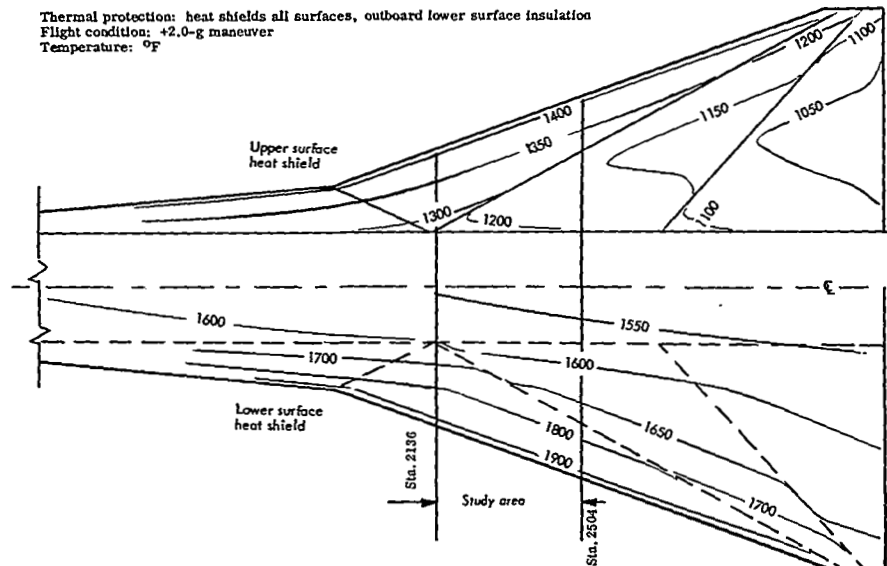 Thermal protection: heat shields all surfaces, outboard lower surface insulation
Flight condition: +2.0-g maneuver
Temperature: °F
1200
1100
1400
1150
1050
1350
Upper surface
heat shield
1300
1200
1100
℄
1600
1550
1700
1600
Lower surface
heat shield
1800
1650
1900
1700
Sta. 2136
Study area
Sta. 2504